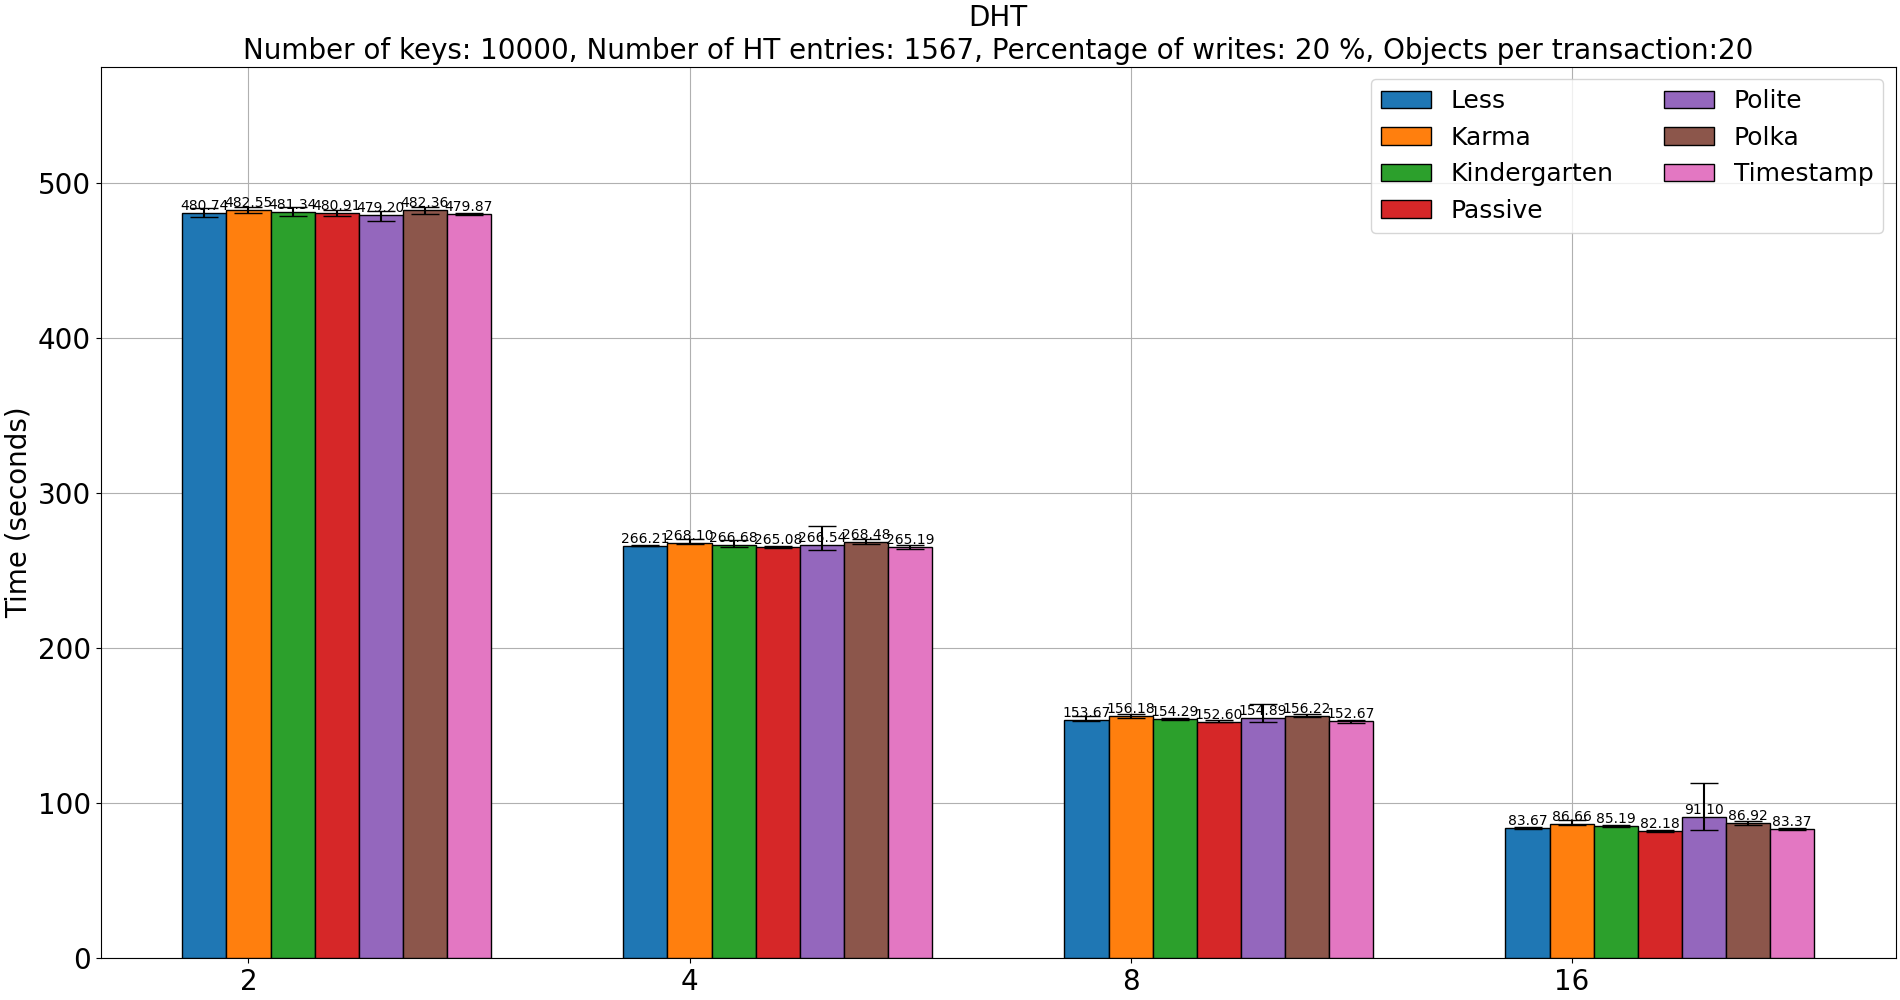 DHT
Number of keys: 10000, Number of HT entries: 1567, Percentage of writes: 20 %, Objects per transaction:20
Less
Karma
Kindergarten
Passive
Polite
Polka
Timestamp
Time (seconds)
500
400
300
200
100
0
480.74 482.55 481.34 480.91 479.20 482.36 479.87
266.21 268.10 266.68 265.08 266.54 268.48 265.19
153.67 156.18 154.29 152.60 154.89 156.22 152.67
83.67 86.66 85.19 82.18 91.10 86.92 83.37
2 4 8 16